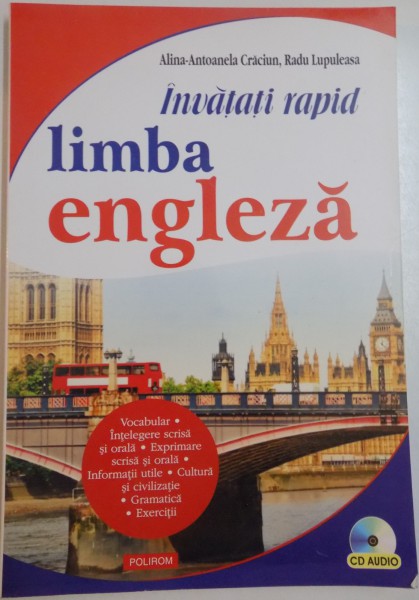 Alina-Antoanela Crăciun, Radu Lupuleasa
Învățați rapid
limba
engleză
Vocabular •
Înțelegere scrisă
și orală • Exprimare
scrisă și orală •
Informații utile • Cultură
și civilizație
• Gramatică
• Exerciții
POLIROM
CD AUDIO